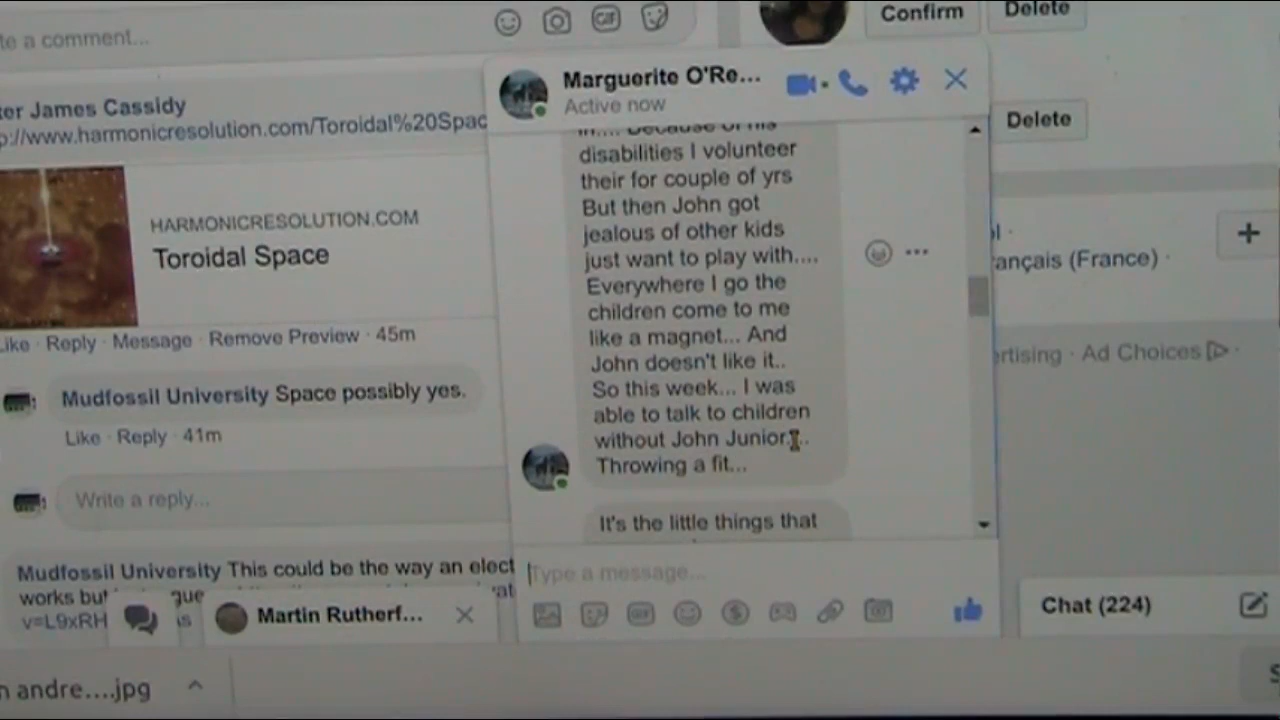 te a comment...
Confirm
Delete
ter James Cassidy
p://www.harmonicresolution.com/Toroidal%20Spac
HARMONICRESOLUTION.COM
Toroidal Space
Like · Reply · Message · Remove Preview · 45m
Mudfossil University Space possibly yes.
Like · Reply · 41m
Write a reply...
Mudfossil University This could be the way an elect
works but
gue
at
v=L9xRH
s
Marguerite O'Re...
Active now
in.... Because of his
disabilities I volunteer
their for couple of yrs
But then John got
jealous of other kids
just want to play with....
Everywhere I go the
children come to me
like a magnet... And
John doesn't like it..
So this week... I was
able to talk to children
without John Junior...
Throwing a fit...
It's the little things that
Type a message...
GIF
Delete
ançais (France) ·
ertising · Ad Choices
Martin Rutherf...
Chat (224)
n andre....jpg
S